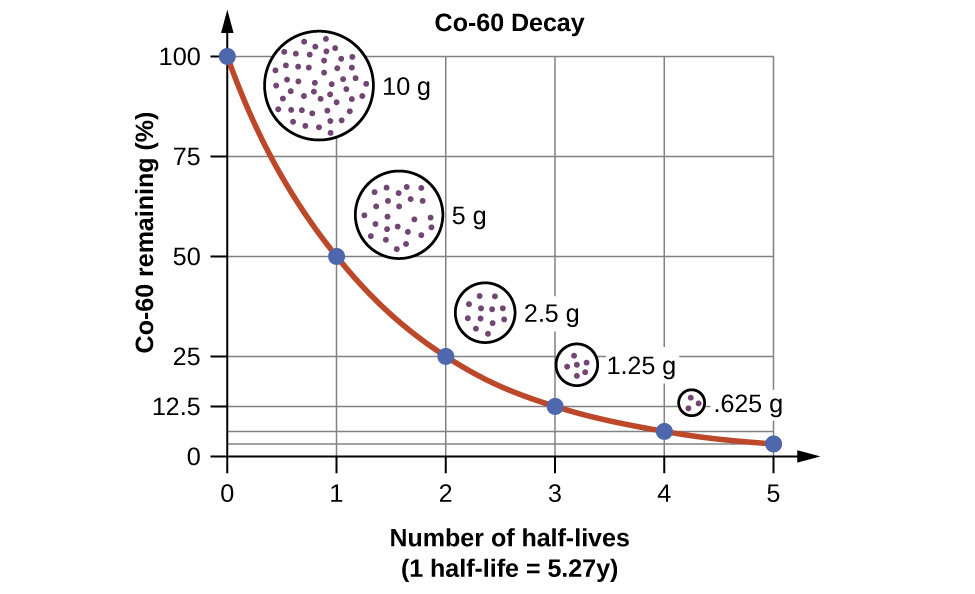 Co-60 Decay
Co-60 remaining (%)
100
75
50
25
12.5
0
10 g
5 g
2.5 g
1.25 g
.625 g
0 1 2 3 4 5
Number of half-lives
(1 half-life = 5.27y)